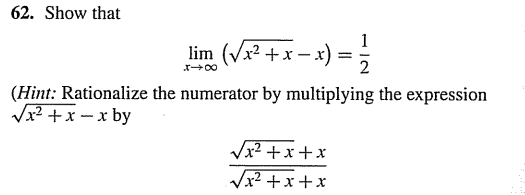 62. Show that
lim (√x² + x − x) = 1/2
x→∞
(Hint: Rationalize the numerator by multiplying the expression
√x² + x − x by
√x² + x + x
√x² + x + x